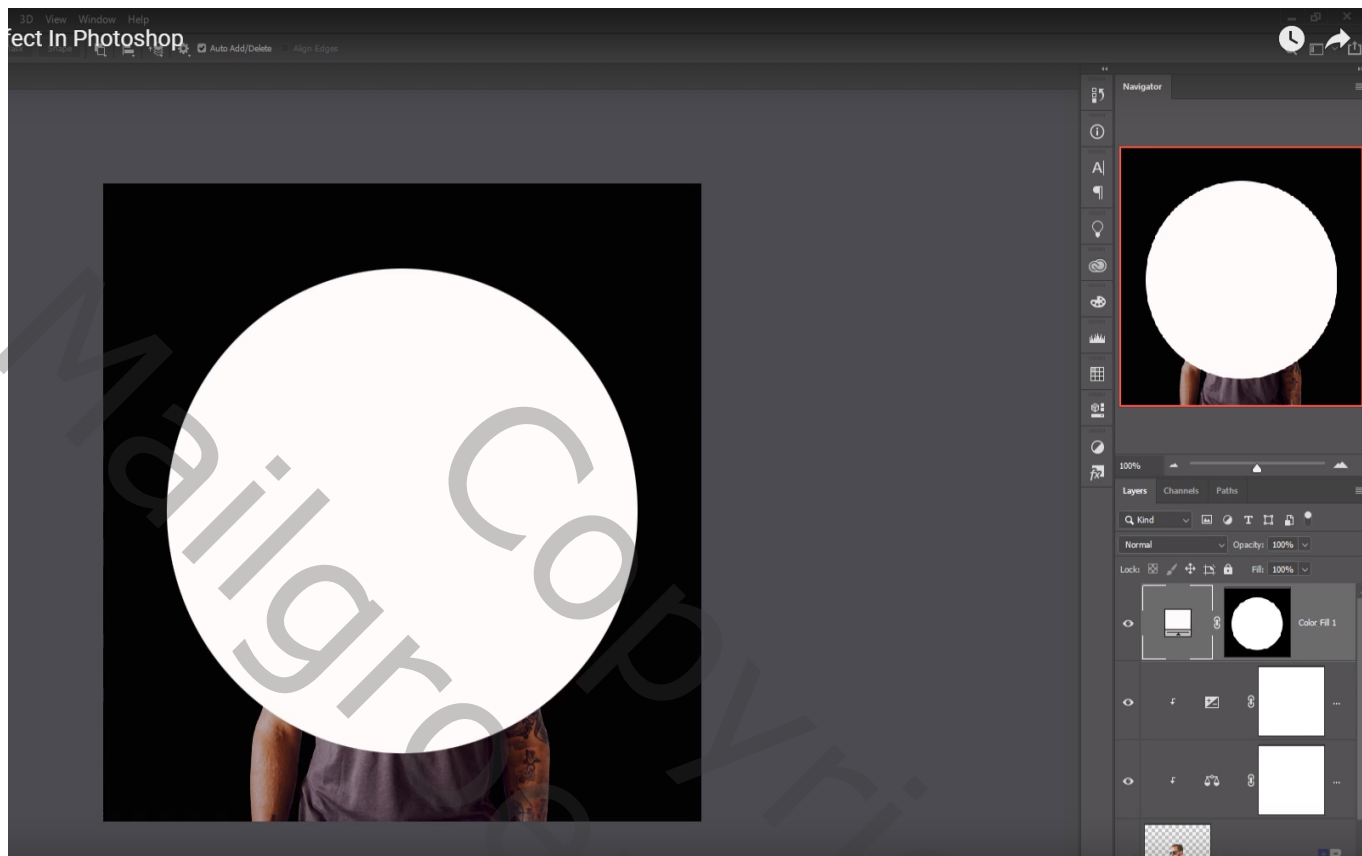 3D View Window Help
fect In Photoshop
Auto Add/Delete Align Edges
Navigator
100%
Layers Channels Paths
Kind
Normal Opacity: 100%
Lock: Fill: 100%
Color Fill 1
Mailgro
Copyri